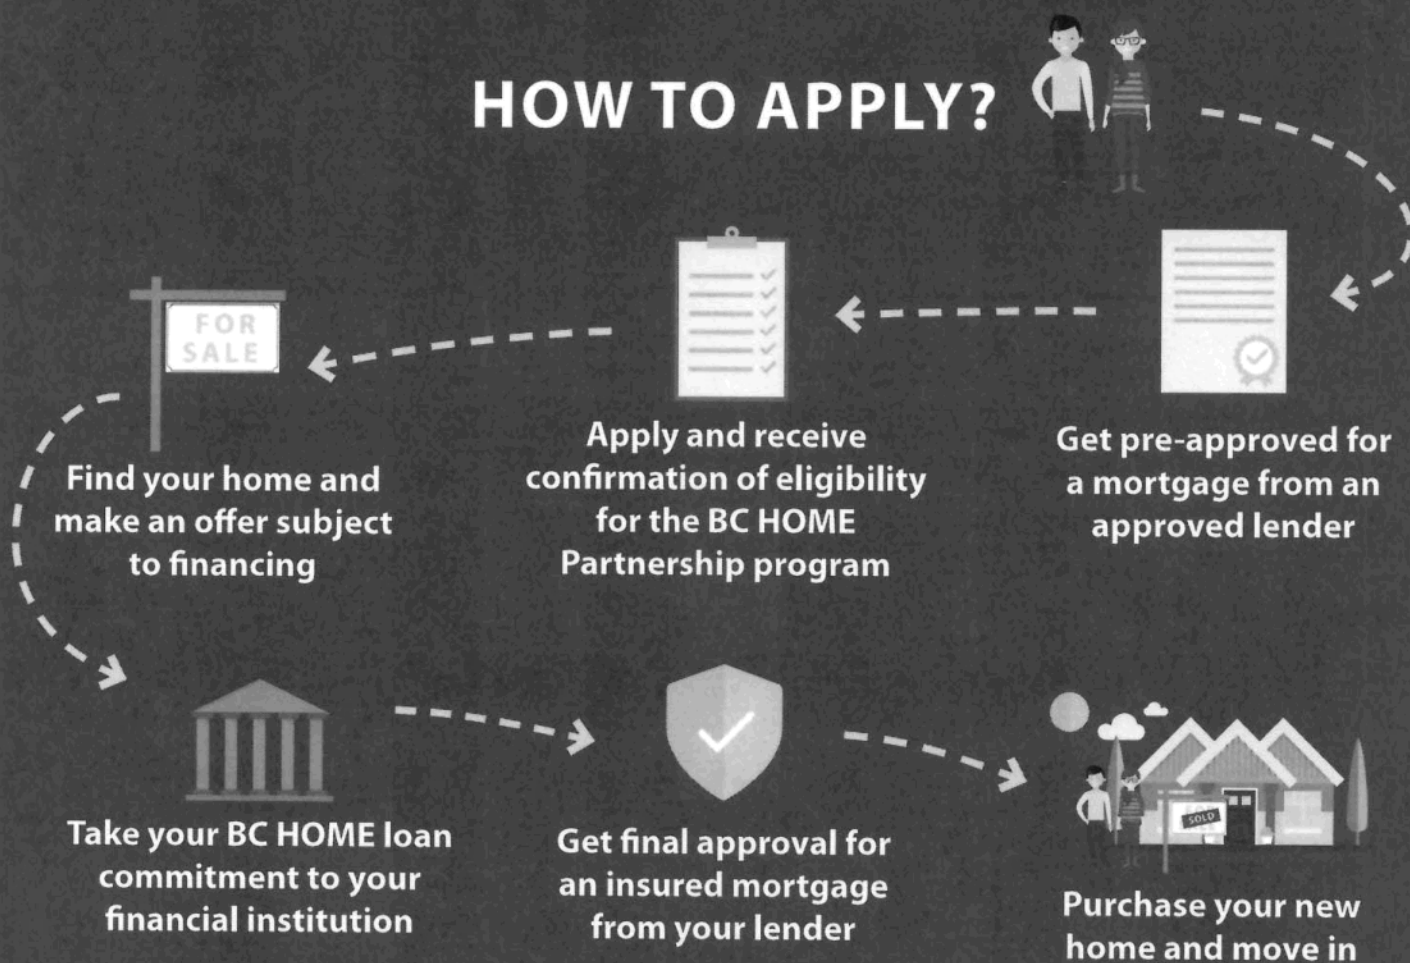 HOW TO APPLY?
Get pre-approved for
a mortgage from an
approved lender
Apply and receive
confirmation of eligibility
for the BC HOME
Partnership program
FOR
SALE
Find your home and
make an offer subject
to financing
Take your BC HOME loan
commitment to your
financial institution
Get final approval for
an insured mortgage
from your lender
SOLD
Purchase your new
home and move in